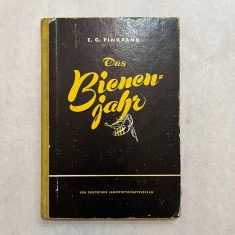 E. G. PINKPANK
Das
Bienen=
jahr
VEB DEUTSCHER LANDWIRTSCHAFTSVERLAG